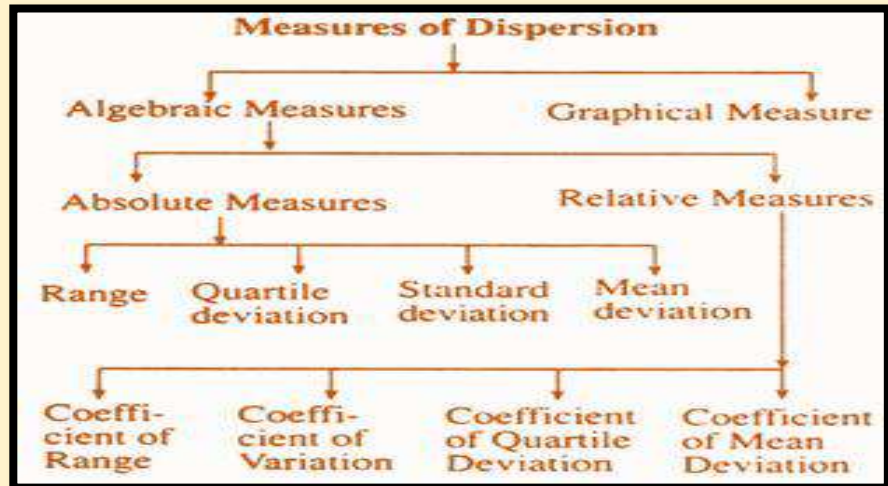 Measures of Dispersion
Algebraic Measures
Graphical Measure
Absolute Measures
Relative Measures
Range
Quartile
deviation
Standard
deviation
Mean
deviation
Coeffi-
cient of
Range
Coeffi-
cient of
Variation
Coefficient
of Quartile
Deviation
Coefficient
of Mean
Deviation